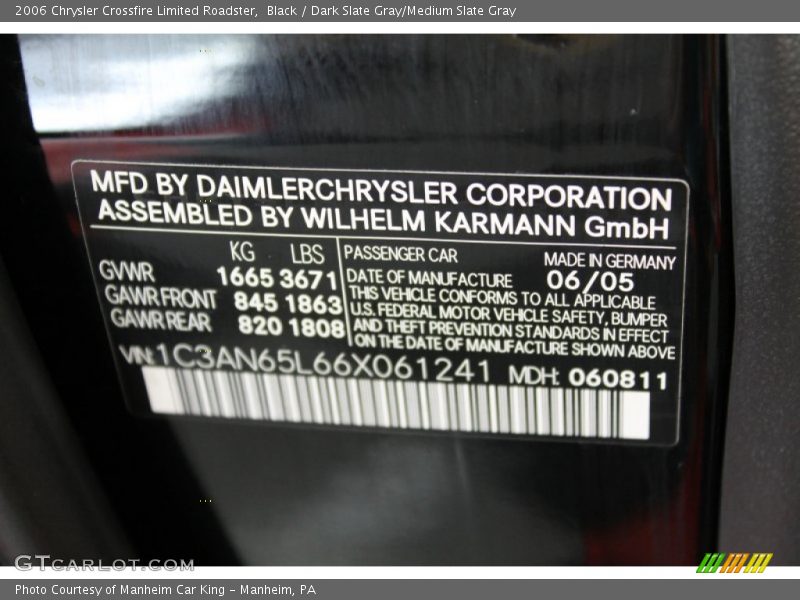 2006 Chrysler Crossfire Limited Roadster, Black / Dark Slate Gray/Medium Slate Gray
MFD BY DAIMLERCHRYSLER CORPORATION
ASSEMBLED BY WILHELM KARMANN GmbH
KG LBS
GVWR 1665 3671
GAWR FRONT 845 1863
GAWR REAR 820 1808
PASSENGER CAR MADE IN GERMANY
DATE OF MANUFACTURE 06/05
THIS VEHICLE CONFORMS TO ALL APPLICABLE
U.S. FEDERAL MOTOR VEHICLE SAFETY, BUMPER
AND THEFT PREVENTION STANDARDS IN EFFECT
ON THE DATE OF MANUFACTURE SHOWN ABOVE
VIN: 1C3AN65L66X061241 MDH: 060811
GTCARLOT.COM
Photo Courtesy of Manheim Car King - Manheim, PA